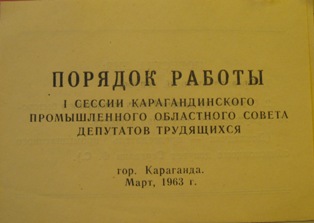 ПОРЯДОК РАБОТЫ
I СЕССИИ КАРАГАНДИНСКОГО
ПРОМЫШЛЕННОГО ОБЛАСТНОГО СОВЕТА
ДЕПУТАТОВ ТРУДЯЩИХСЯ
гор. Караганда.
Март, 1963 г.